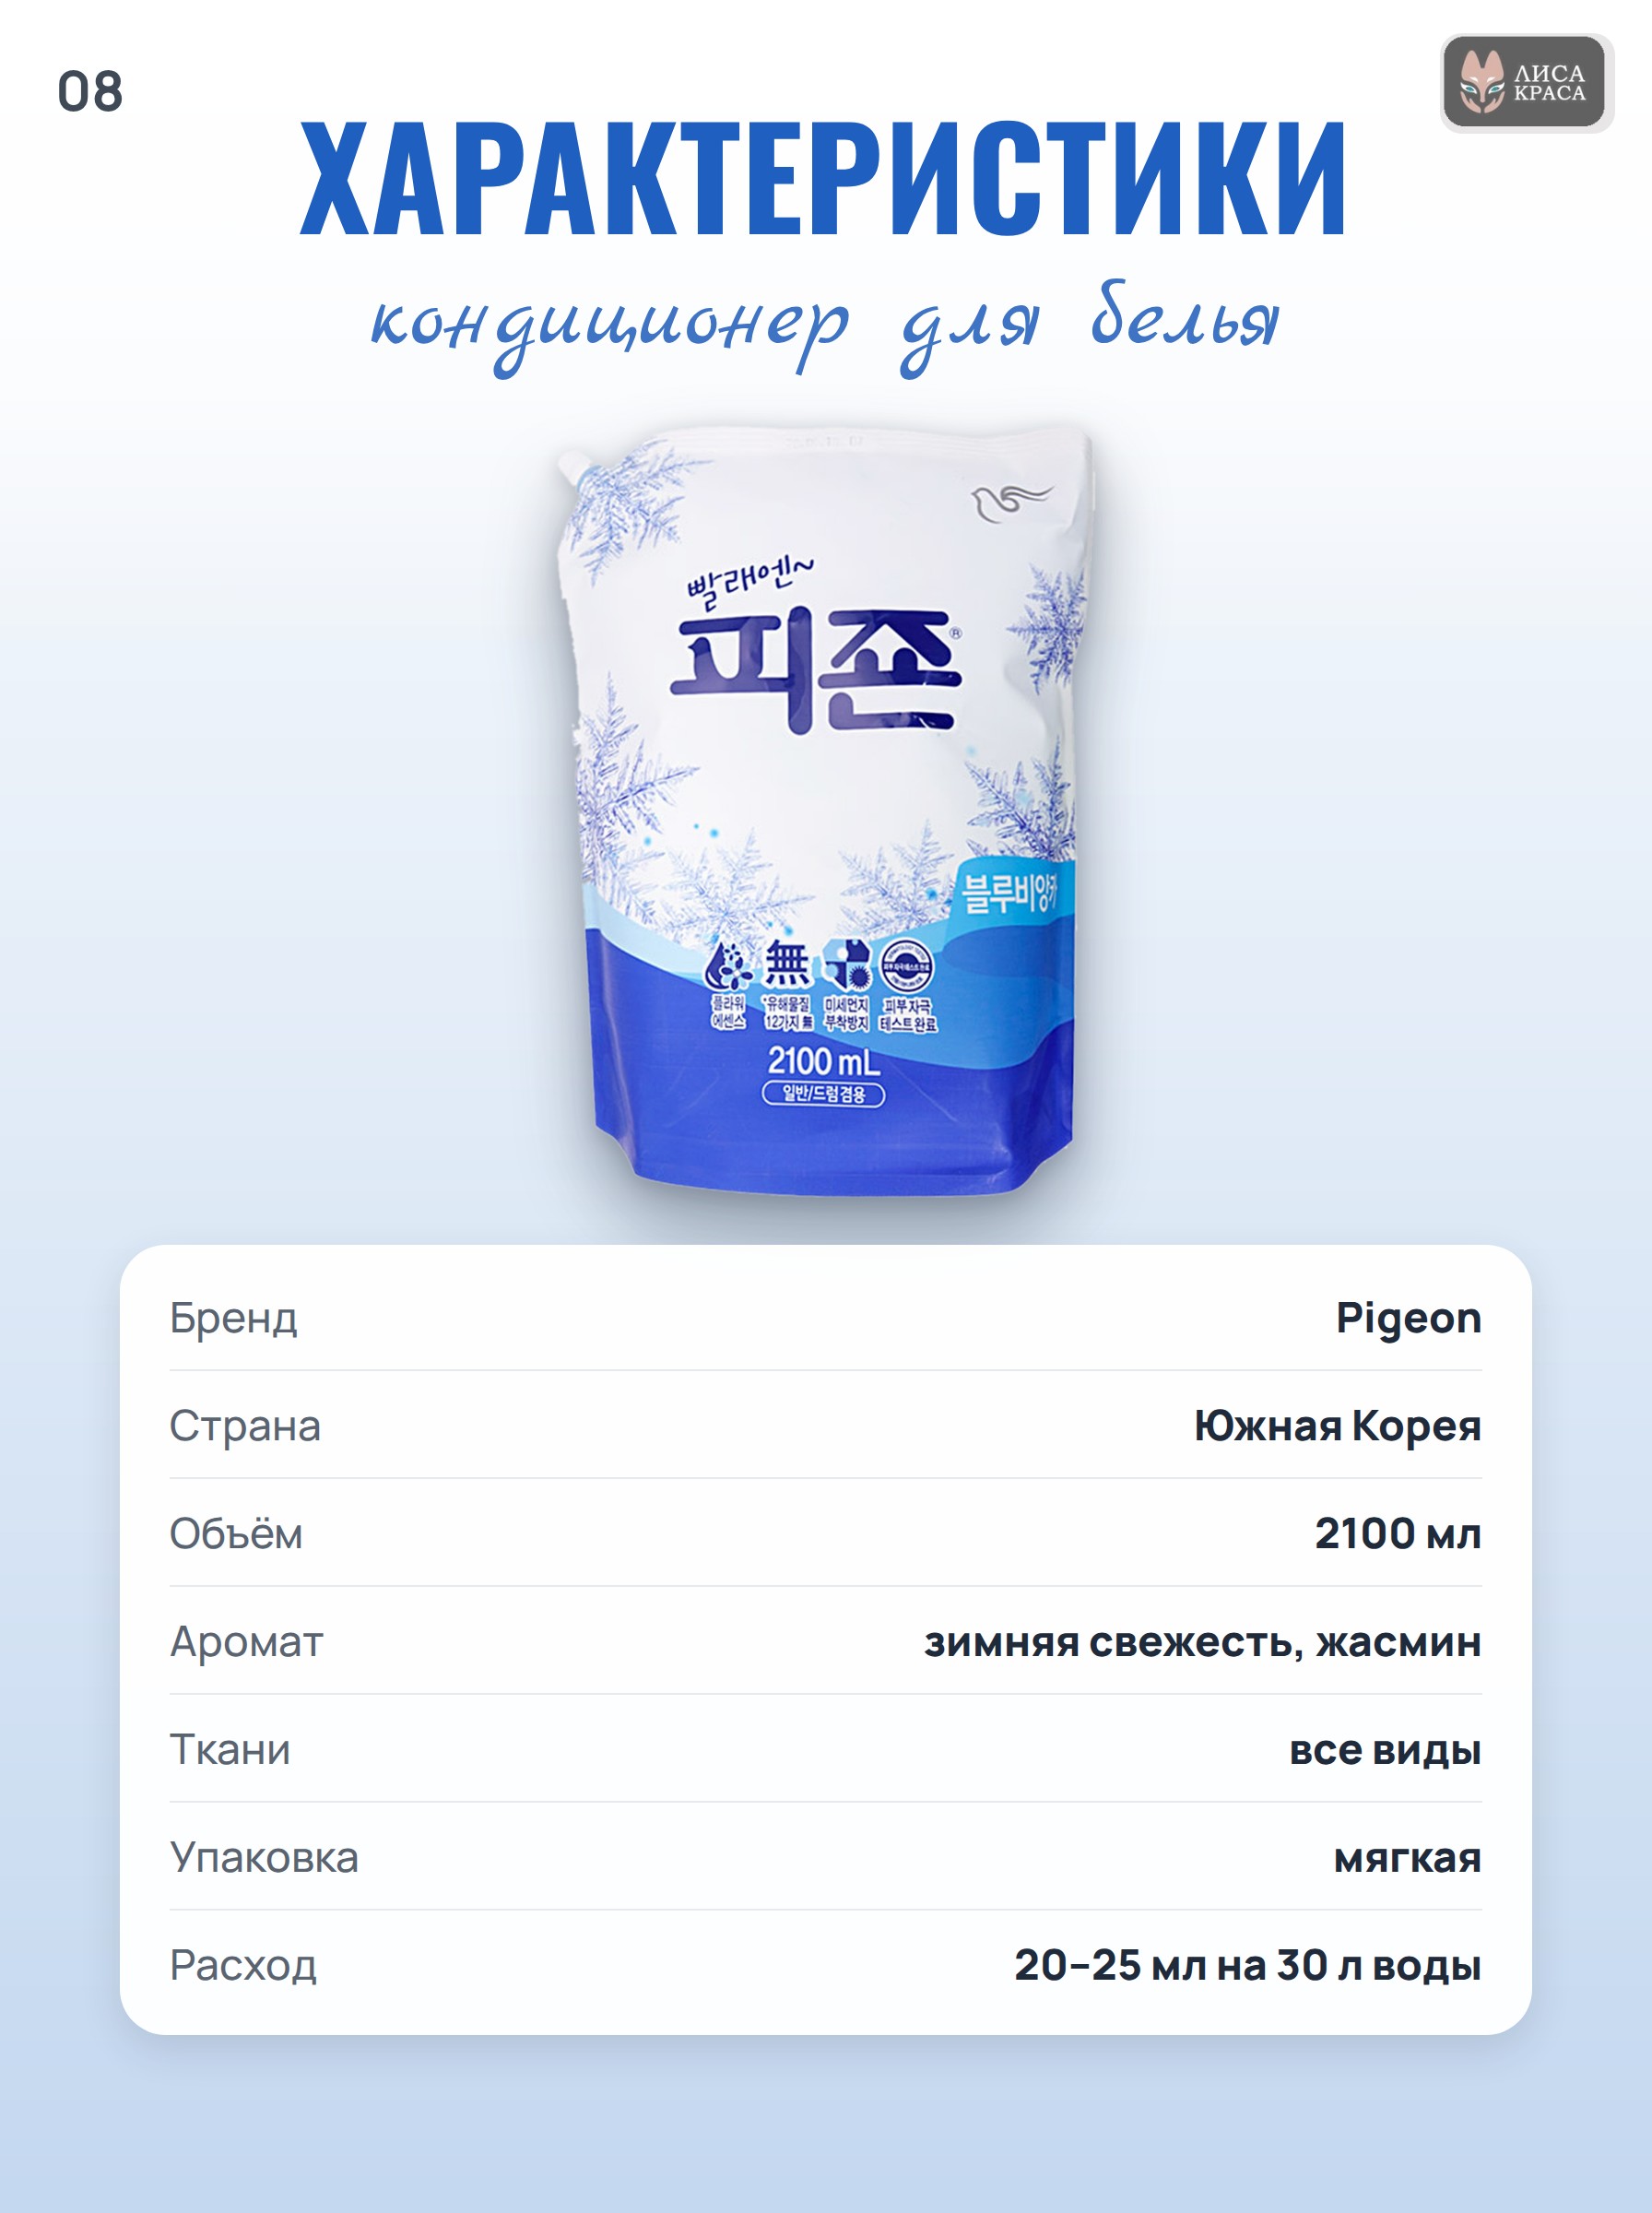 08
ЛИСА
КРАСА
ХАРАКТЕРИСТИКИ
кондиционер для белья
빨래엔~
피죤®
블루비앙카
無
플라워
에센스
*유해물질
12가지 無
미세먼지
부착방지
피부자극
테스트완료
2100 mL
일반/드럼겸용
Бренд
Pigeon
Страна
Южная Корея
Объём
2100 мл
Аромат
зимняя свежесть, жасмин
Ткани
все виды
Упаковка
мягкая
Расход
20–25 мл на 30 л воды